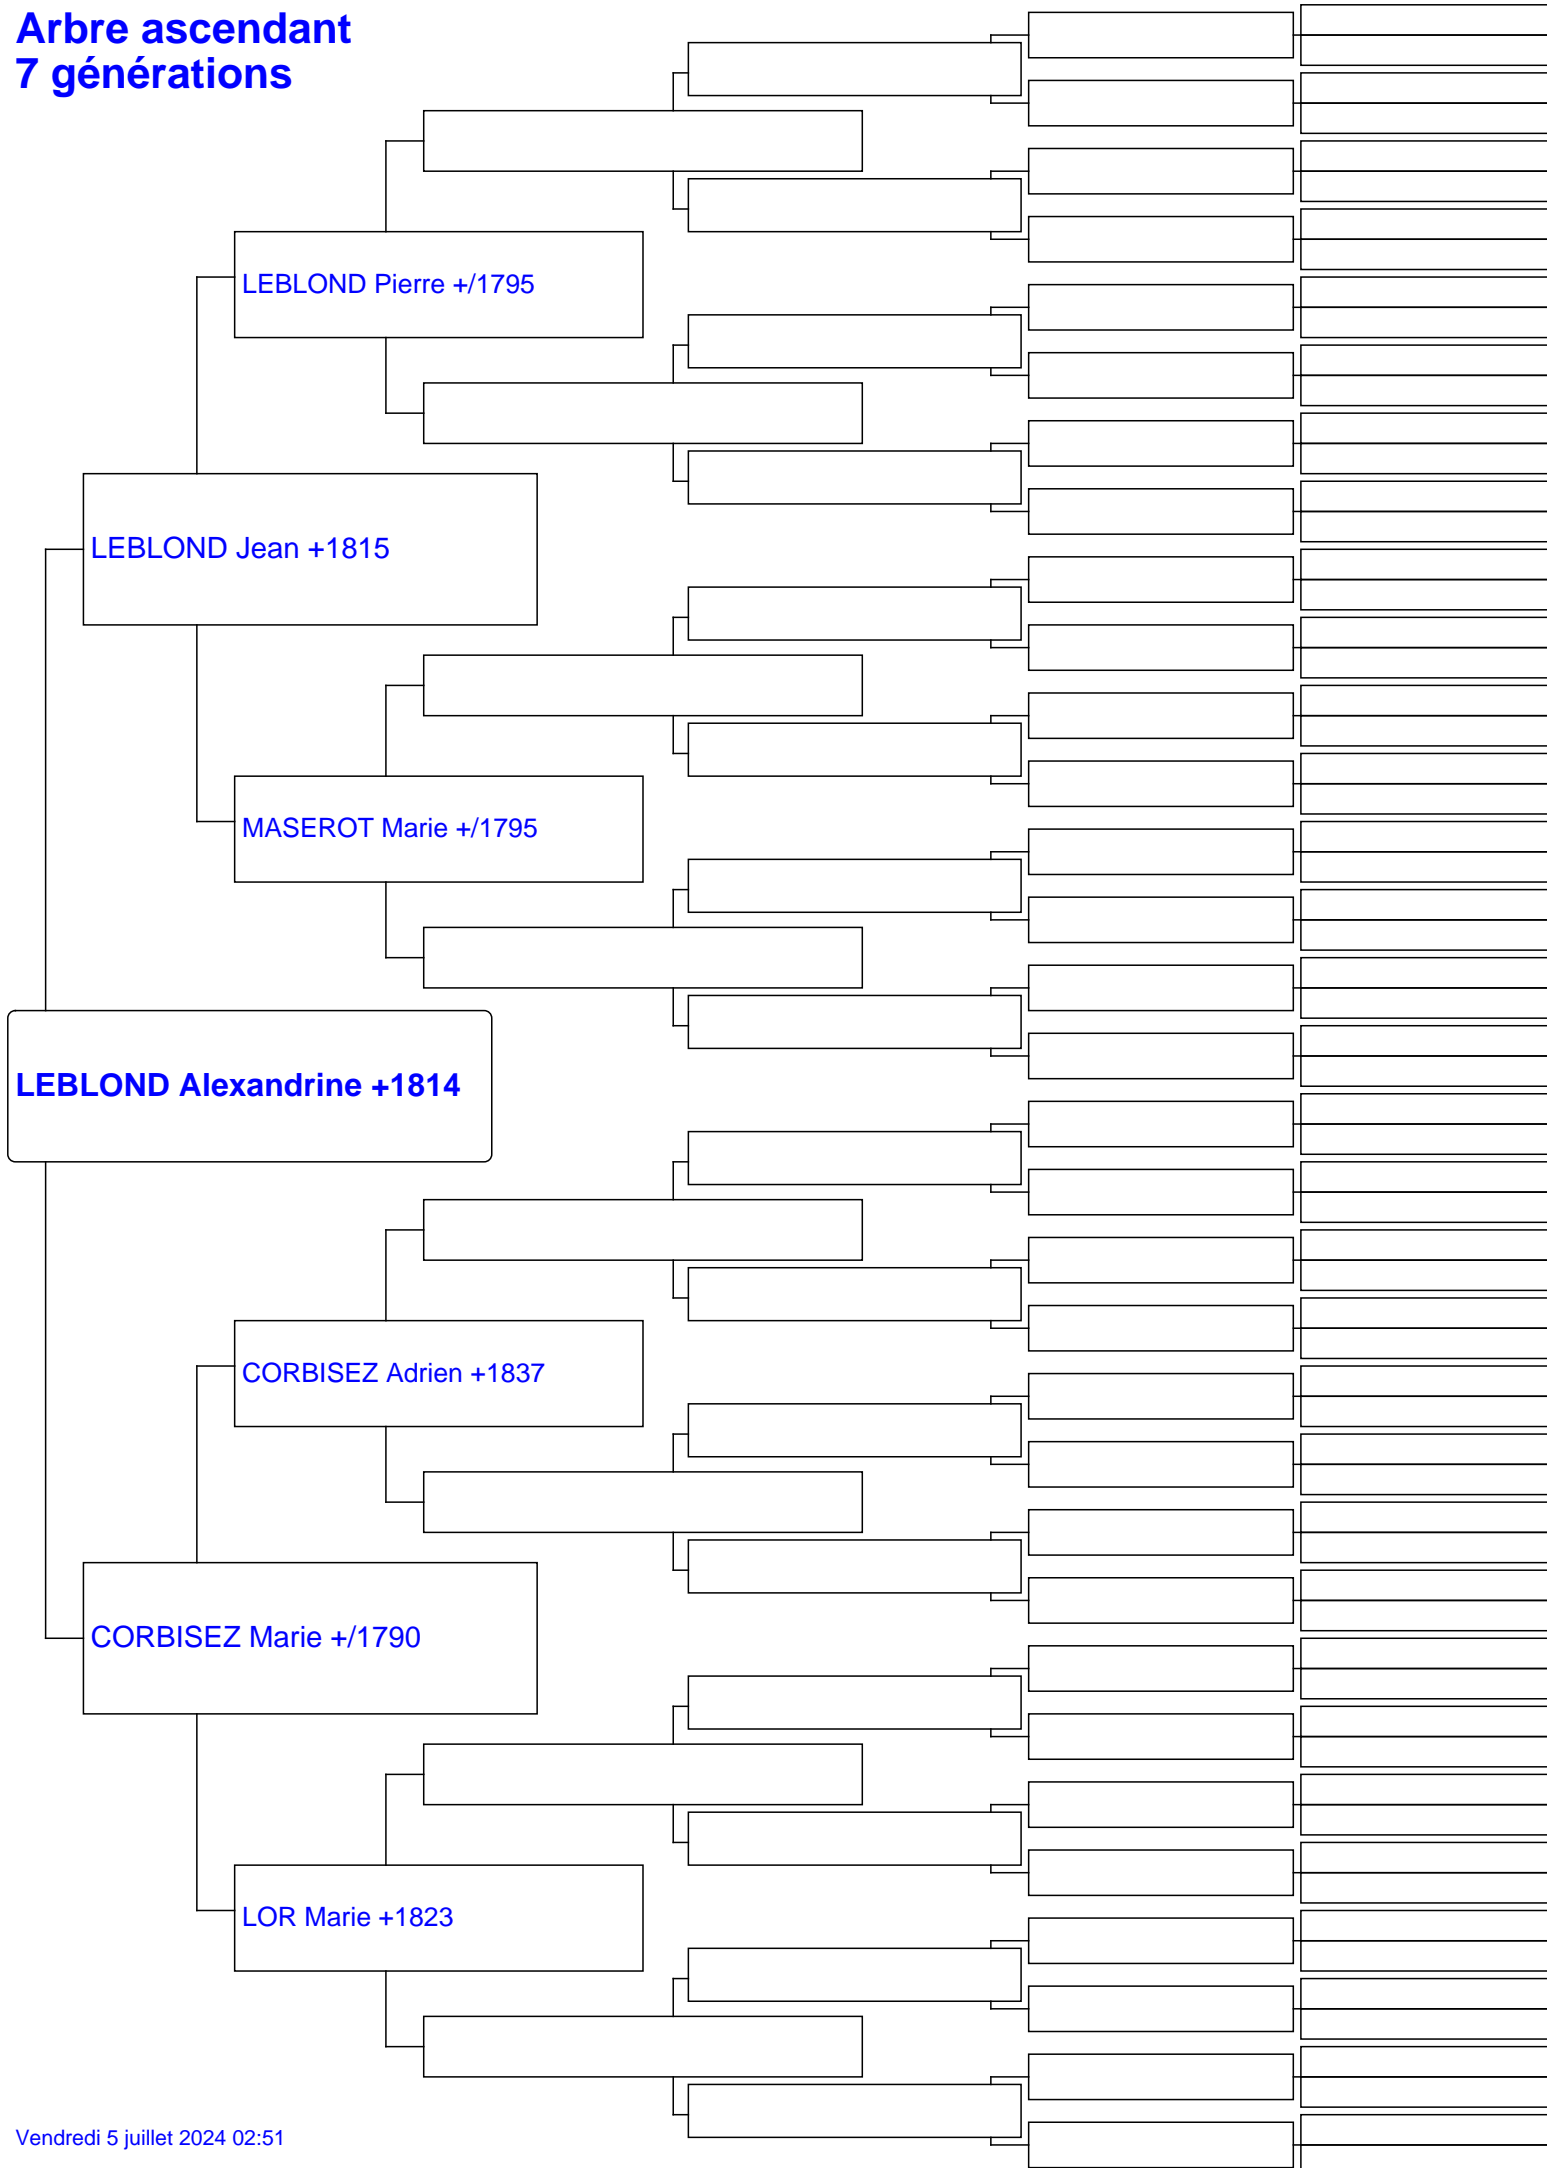 Arbre ascendant
7 générations
LEBLOND Pierre +/1795
LEBLOND Jean +1815
MASEROT Marie +/1795
LEBLOND Alexandrine +1814
CORBISEZ Adrien +1837
CORBISEZ Marie +/1790
LOR Marie +1823
Vendredi 5 juillet 2024 02:51